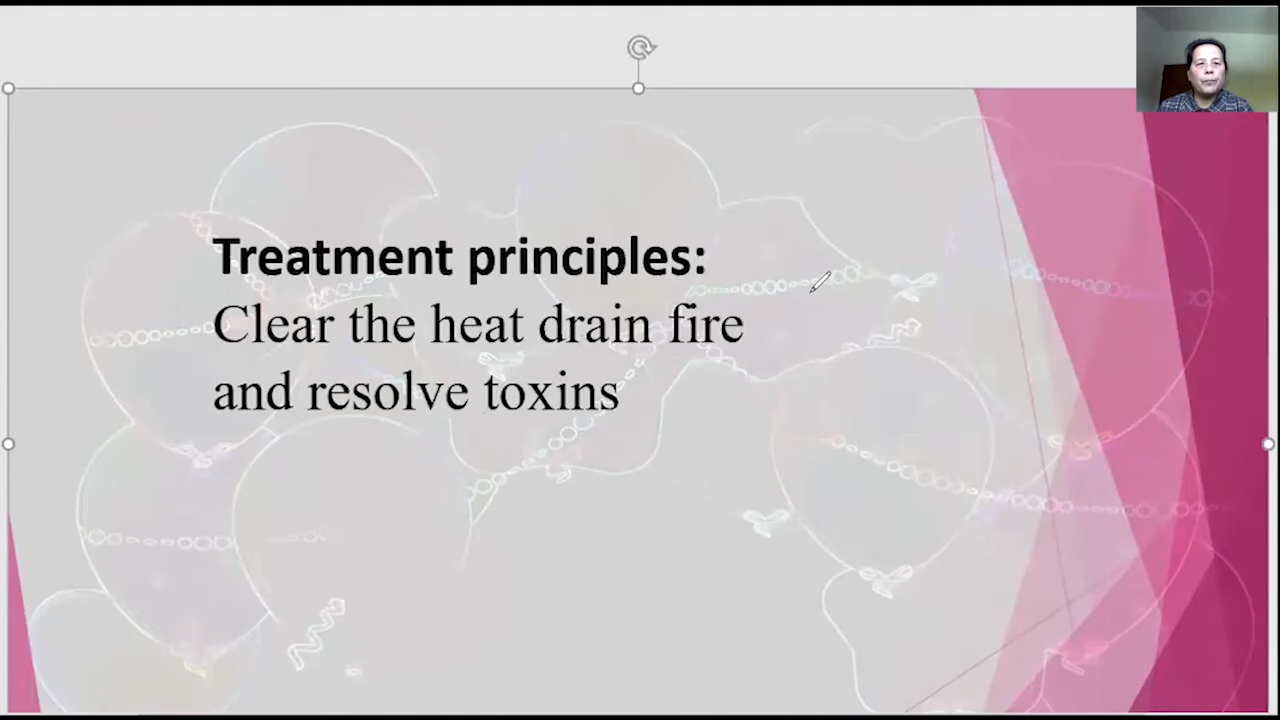 Treatment principles:
Clear the heat drain fire
and resolve toxins